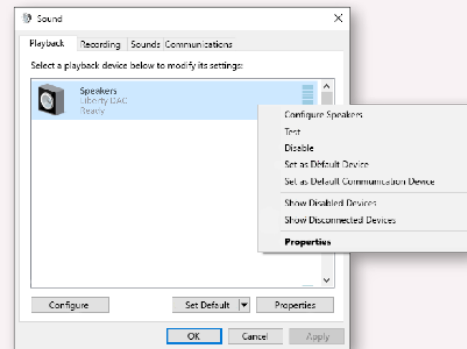 Sound
Playback Recording Sounds Communications
Select a playback device below to modify its settings:
Speakers
Liberty DAC
Ready
Configure Speakers
Test
Disable
Set as Default Device
Set as Default Communication Device
Show Disabled Devices
Show Disconnected Devices
Properties
Configure Set Default Properties
OK Cancel Apply